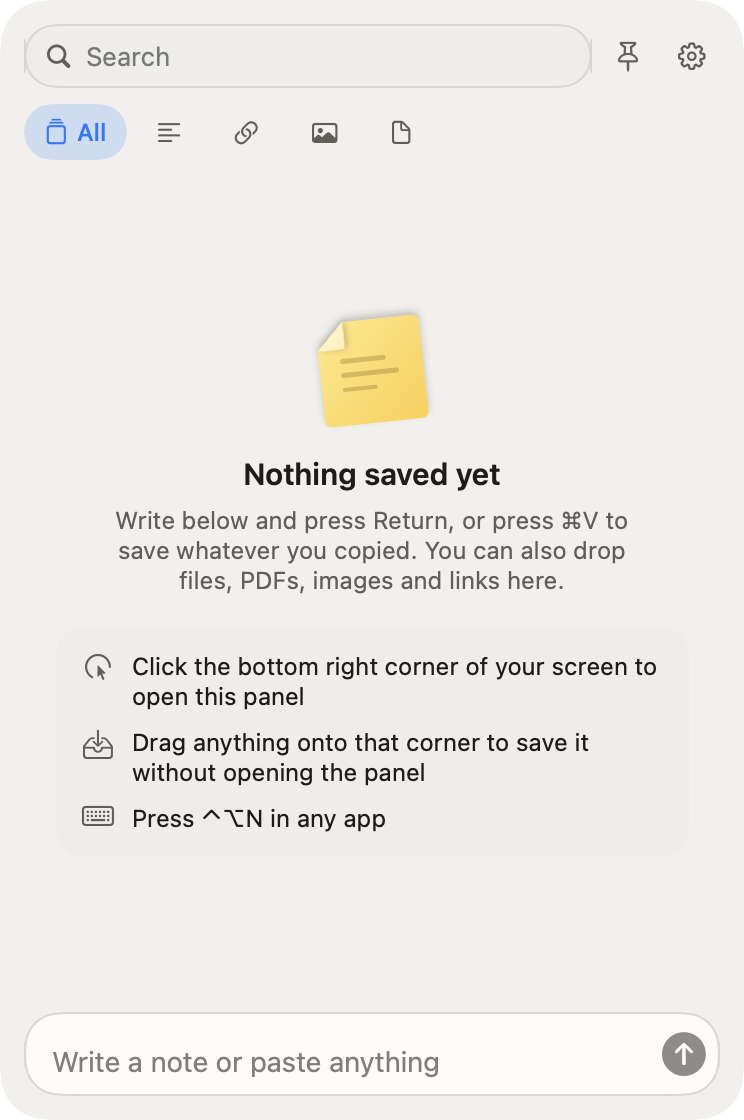 Search
All
Nothing saved yet
Write below and press Return, or press ⌘V to
save whatever you copied. You can also drop
files, PDFs, images and links here.
Click the bottom right corner of your screen to
open this panel
Drag anything onto that corner to save it
without opening the panel
Press ⌃⌥N in any app
Write a note or paste anything